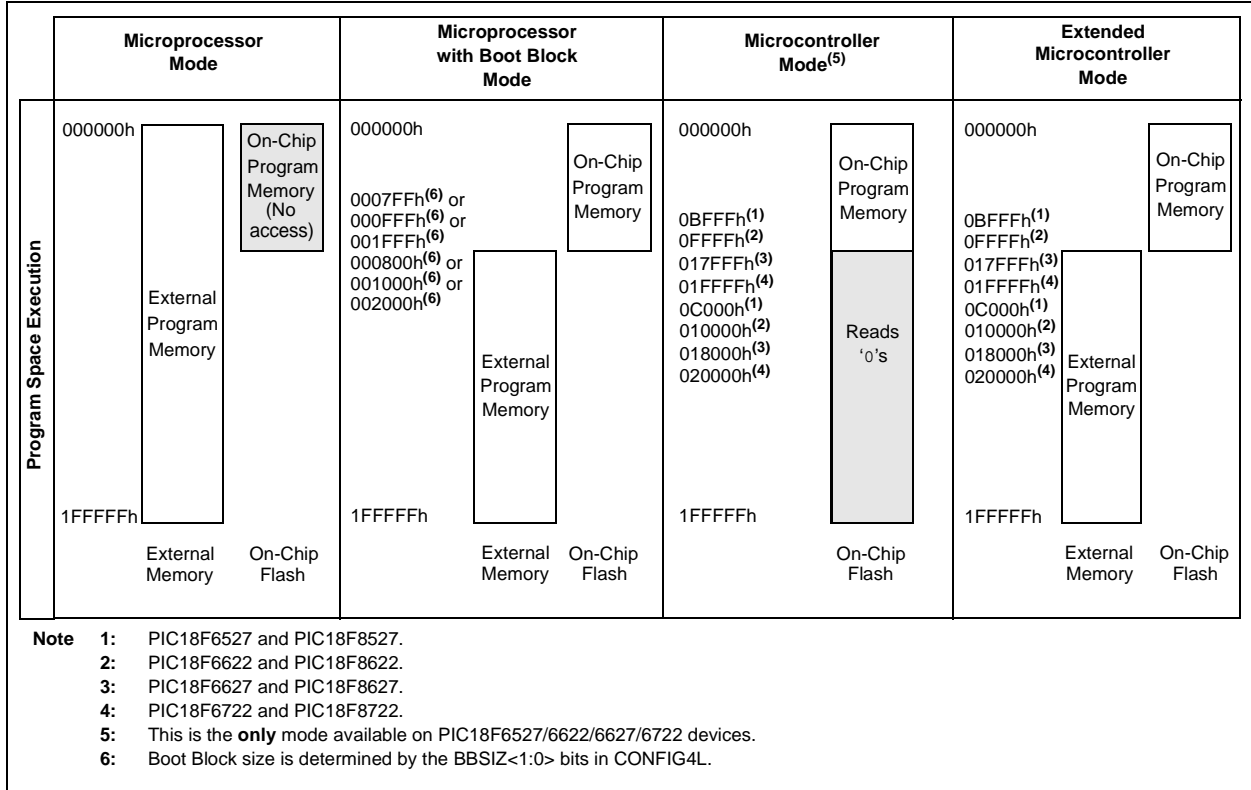 Microprocessor
Mode
Microprocessor
with Boot Block
Mode
Microcontroller
Mode(5)
Extended
Microcontroller
Mode
Program Space Execution
000000h
External
Program
Memory
1FFFFFh
On-Chip
Program
Memory
(No
access)
External
Memory
On-Chip
Flash
000000h
0007FFh(6) or
000FFFh(6) or
001FFFh(6)
000800h(6) or
001000h(6) or
002000h(6)
1FFFFFh
On-Chip
Program
Memory
External
Program
Memory
External
Memory
On-Chip
Flash
000000h
0BFFFh(1)
0FFFFh(2)
017FFFh(3)
01FFFFh(4)
0C000h(1)
010000h(2)
018000h(3)
020000h(4)
1FFFFFh
On-Chip
Program
Memory
Reads
‘0’s
On-Chip
Flash
000000h
0BFFFh(1)
0FFFFh(2)
017FFFh(3)
01FFFFh(4)
0C000h(1)
010000h(2)
018000h(3)
020000h(4)
1FFFFFh
On-Chip
Program
Memory
External
Program
Memory
External
Memory
On-Chip
Flash
Note 1: PIC18F6527 and PIC18F8527.
2: PIC18F6622 and PIC18F8622.
3: PIC18F6627 and PIC18F8627.
4: PIC18F6722 and PIC18F8722.
5: This is the only mode available on PIC18F6527/6622/6627/6722 devices.
6: Boot Block size is determined by the BBSIZ<1:0> bits in CONFIG4L.